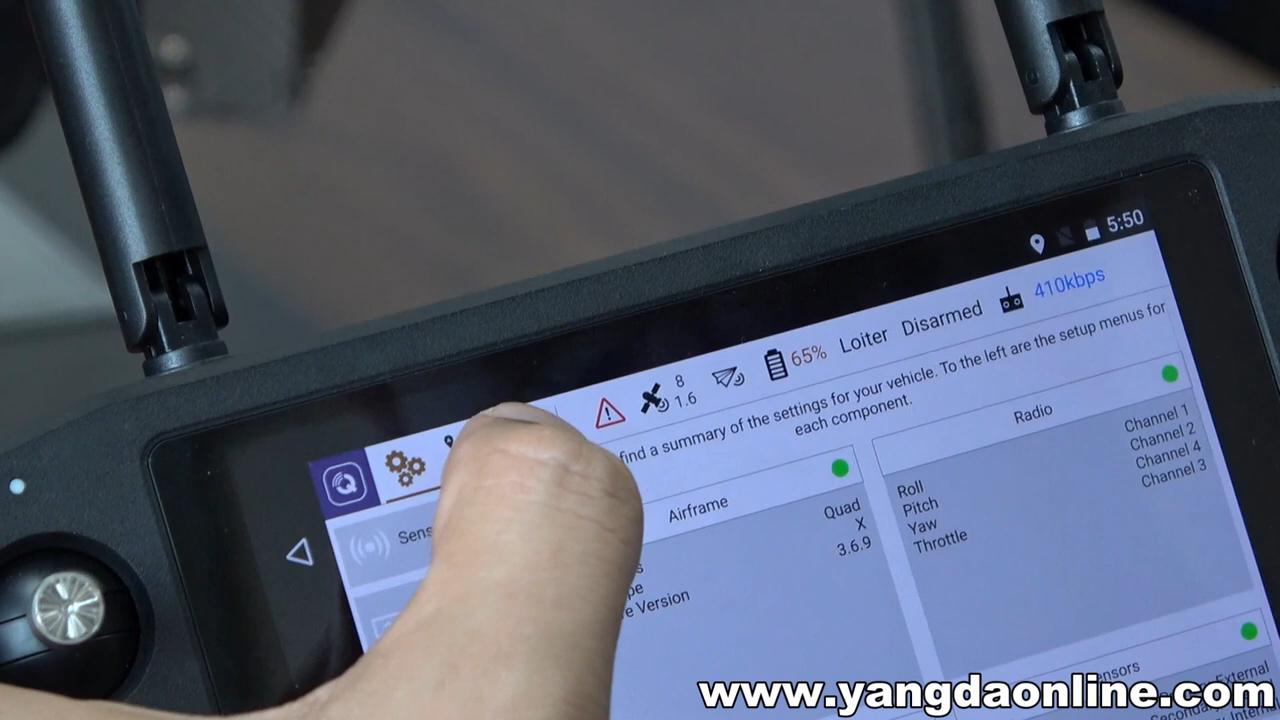 5:50
8
1.6
65%
Loiter
Disarmed
410kbps
find a summary of the settings for your vehicle. To the left are the setup menus for
each component.
Airframe
Quad
X
3.6.9
Version
Radio
Roll
Pitch
Yaw
Throttle
Channel 1
Channel 2
Channel 4
Channel 3
External
Secondary
www.yangdaonline.com